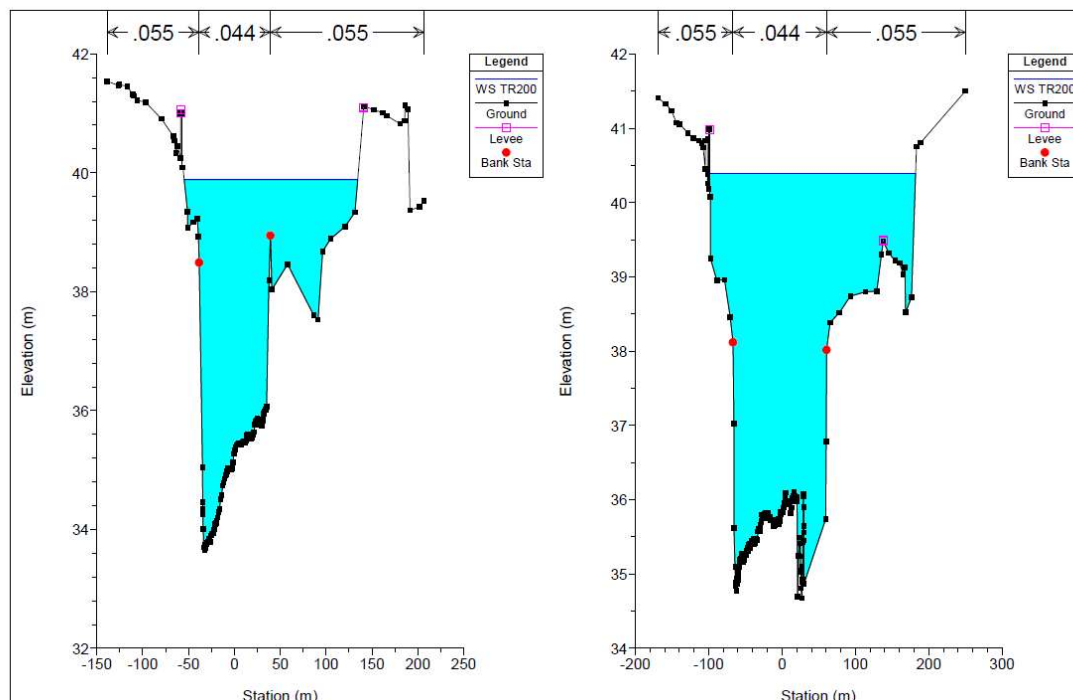 .055 .044 .055
42
40
38
36
34
32
Elevation (m)
-150 -100 -50 0 50 100 150 200 250
Station (m)
Legend
WS TR200
Ground
Levee
Bank Sta
.055 .044 .055
42
41
40
39
38
37
36
35
34
Elevation (m)
-200 -100 0 100 200 300
Station (m)
Legend
WS TR200
Ground
Levee
Bank Sta